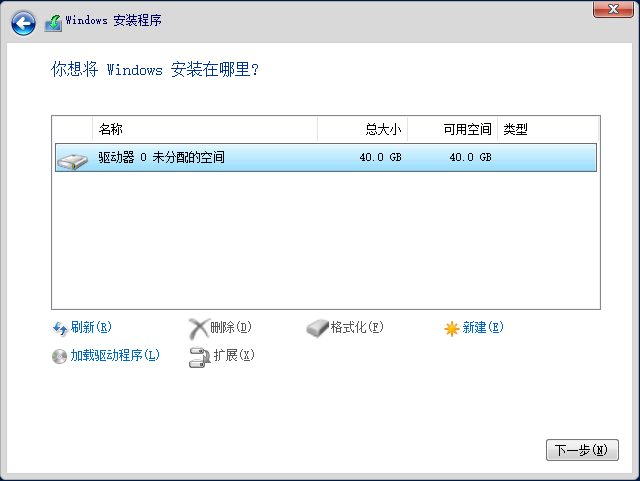 Windows 安装程序
你想将 Windows 安装在哪里?
名称 总大小 可用空间 类型
驱动器 0 未分配的空间 40.0 GB 40.0 GB
刷新(R) 删除(D) 格式化(F) 新建(E)
加载驱动程序(L) 扩展(X)
下一步(N)